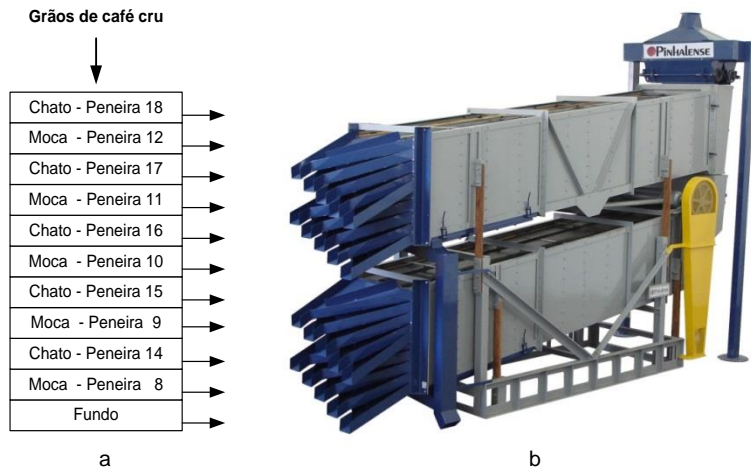 Grãos de café cru
Chato - Peneira 18
Moca - Peneira 12
Chato - Peneira 17
Moca - Peneira 11
Chato - Peneira 16
Moca - Peneira 10
Chato - Peneira 15
Moca - Peneira 9
Chato - Peneira 14
Moca - Peneira 8
Fundo
a
PINHALENSE
b